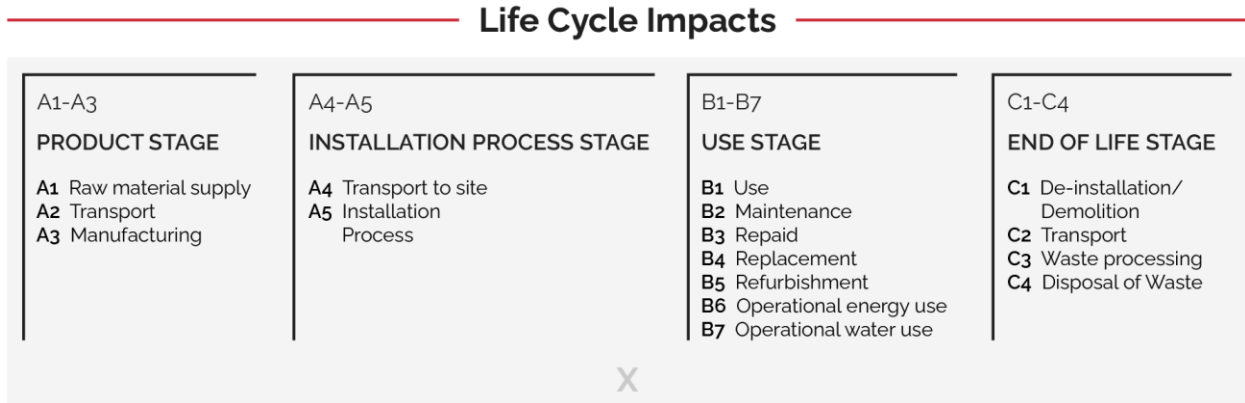 Life Cycle Impacts
A1-A3
PRODUCT STAGE
A1 Raw material supply
A2 Transport
A3 Manufacturing
A4-A5
INSTALLATION PROCESS STAGE
A4 Transport to site
A5 Installation
Process
B1-B7
USE STAGE
B1 Use
B2 Maintenance
B3 Repaid
B4 Replacement
B5 Refurbishment
B6 Operational energy use
B7 Operational water use
C1-C4
END OF LIFE STAGE
C1 De-installation/
Demolition
C2 Transport
C3 Waste processing
C4 Disposal of Waste
X